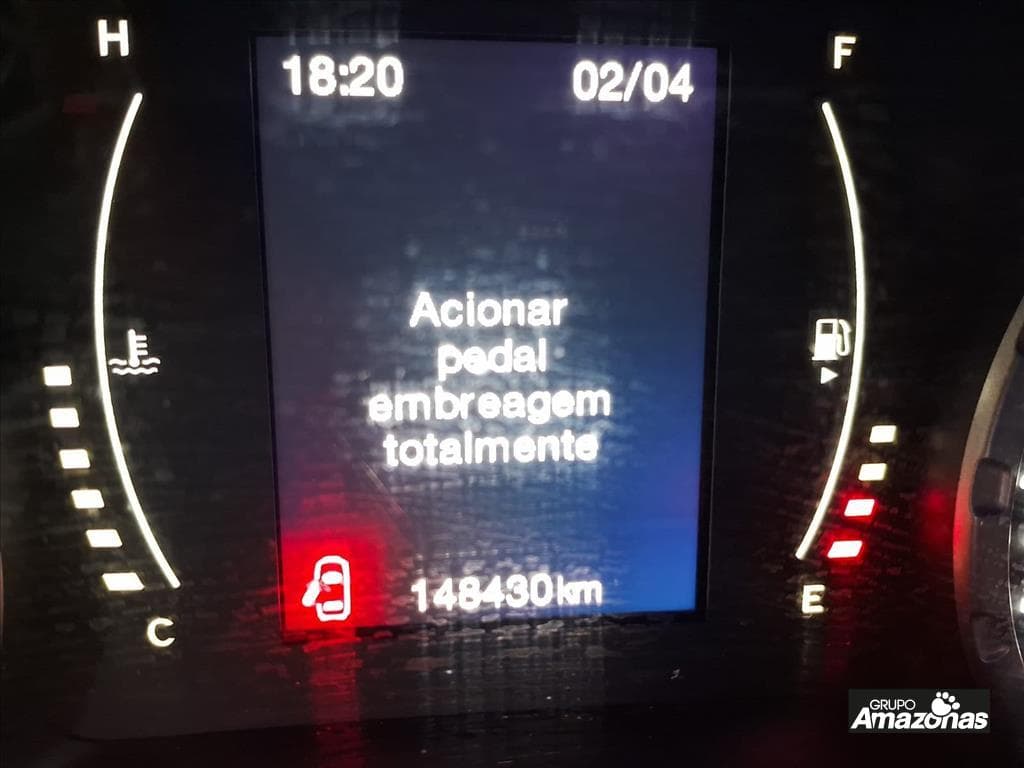 H
F
18:20 02/04
Acionar
pedal
embreagem
totalmente
148430km
C
E
GRUPO
Amazonas